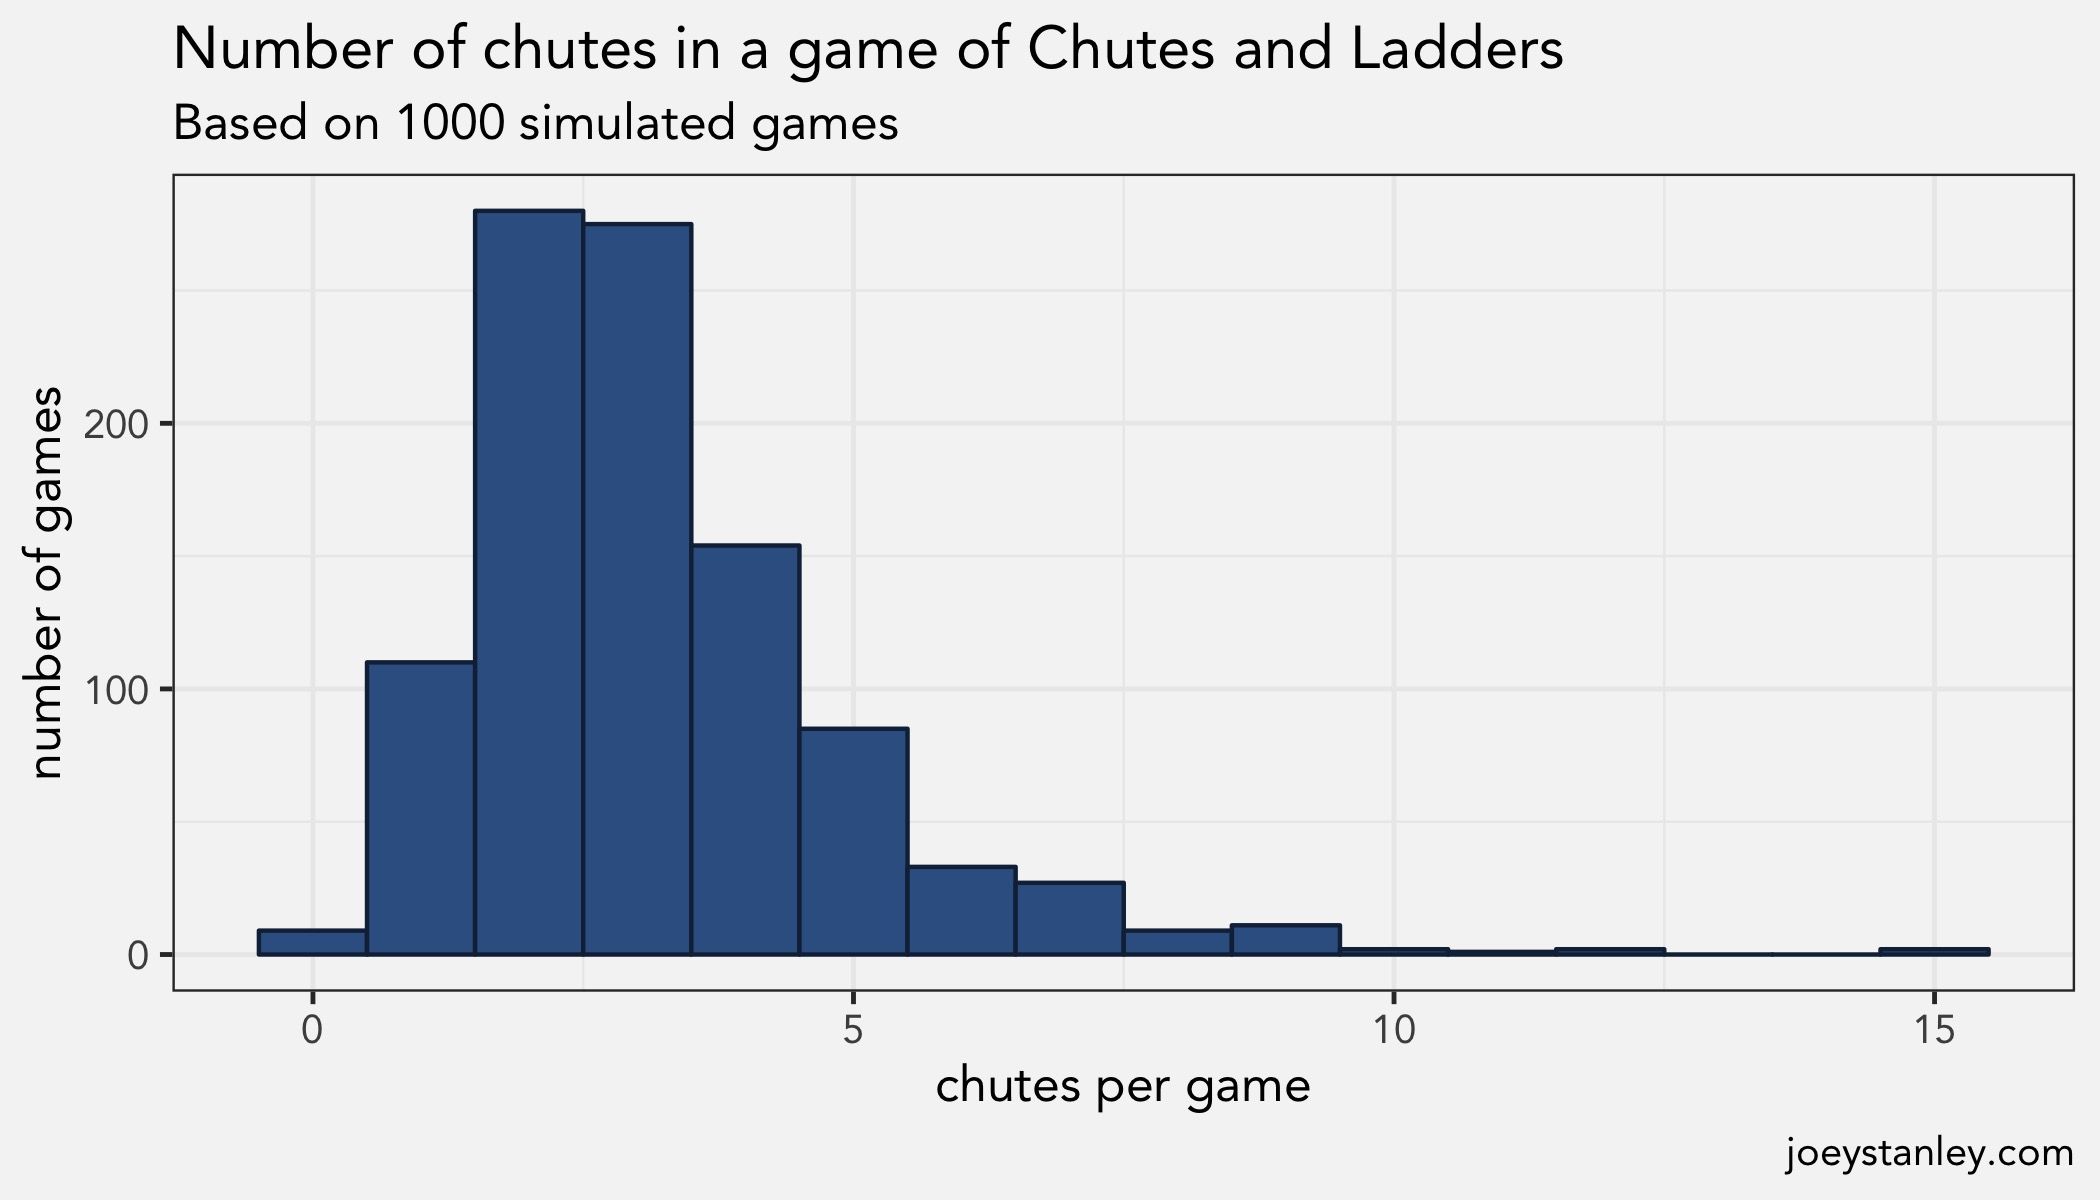 Number of chutes in a game of Chutes and Ladders
Based on 1000 simulated games
number of games
200
100
0
0 5 10 15
chutes per game
joeystanley.com